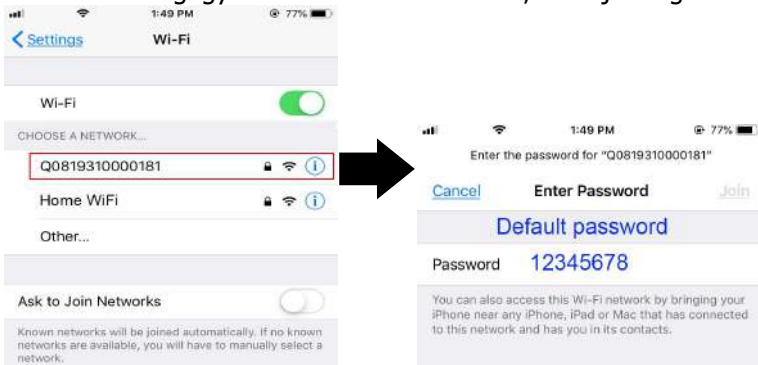 1:49 PM
77%
Settings
Wi-Fi
Wi-Fi
CHOOSE A NETWORK...
Q0819310000181
Home WiFi
Other...
Ask to Join Networks
Known networks will be joined automatically. If no known
networks are available, you will have to manually select a
network.
1:49 PM
77%
Enter the password for "Q0819310000181"
Cancel
Enter Password
Join
Default password
Password 12345678
You can also access this Wi-Fi network by bringing your
iPhone near any iPhone, iPad or Mac that has connected
to this network and has you in its contacts.